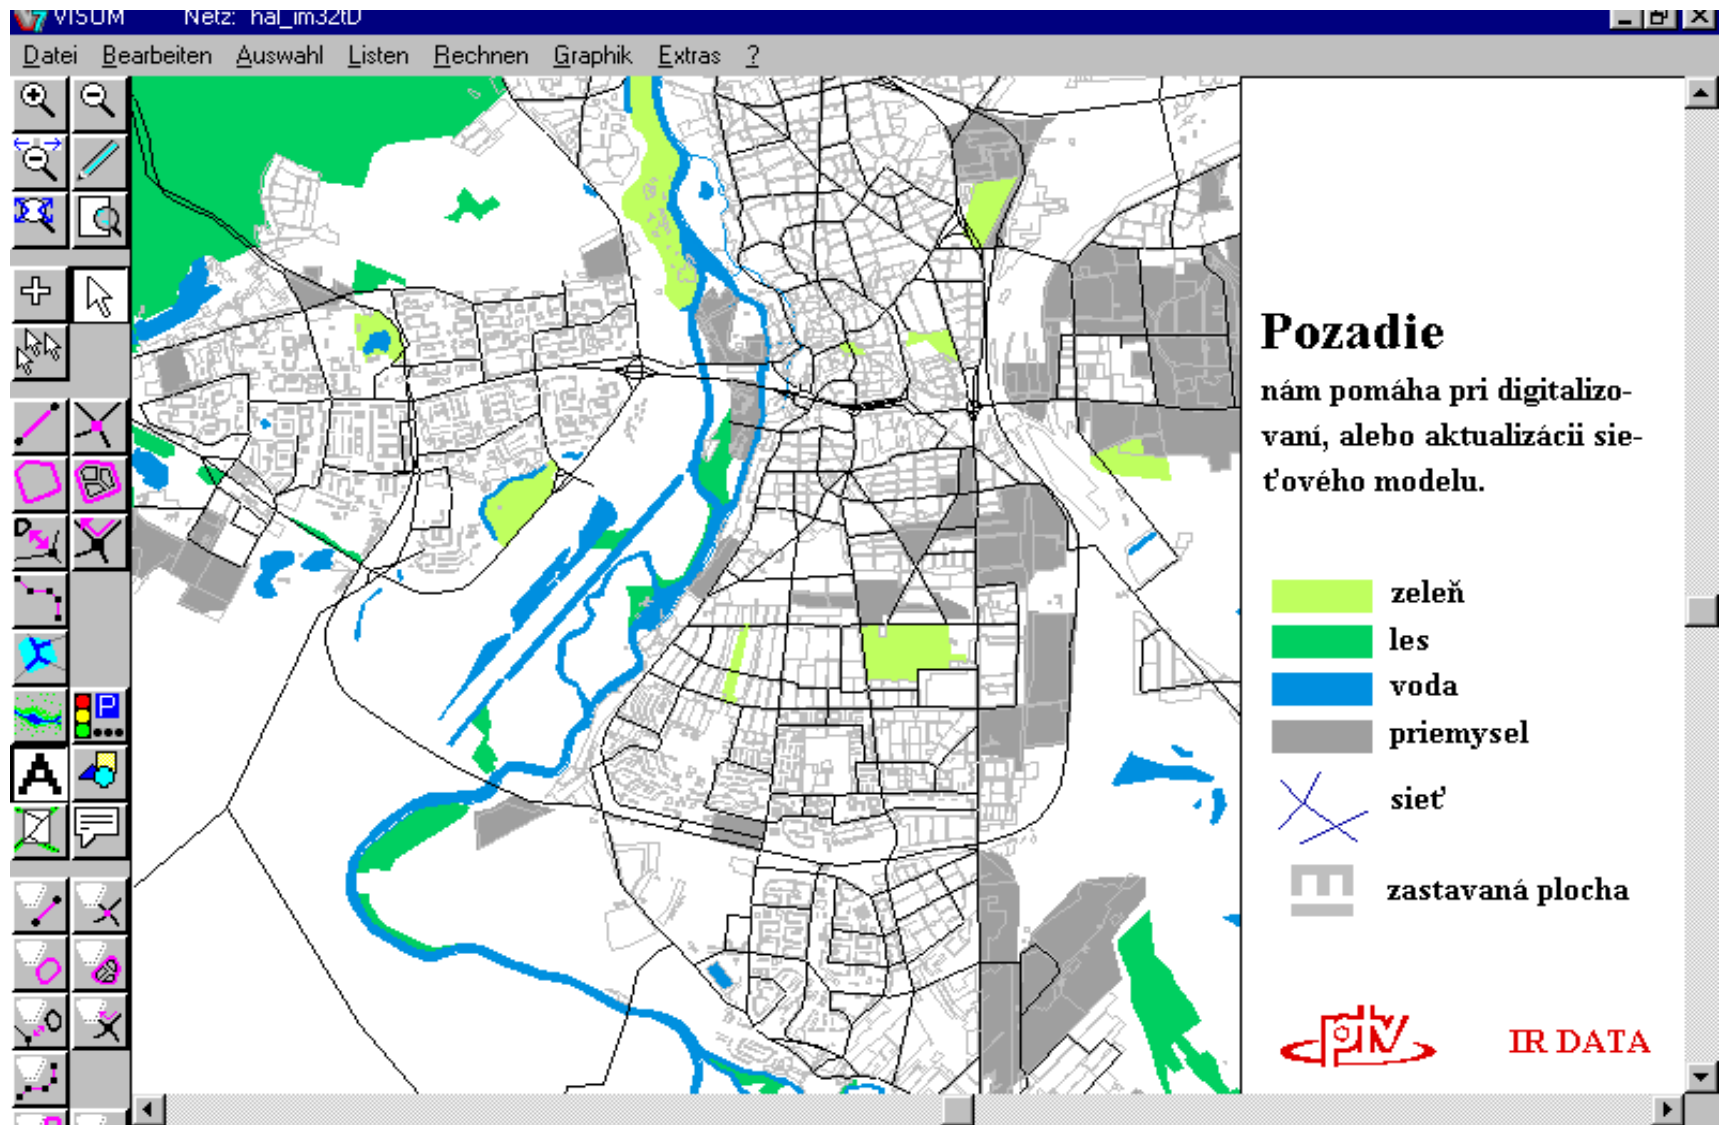 VISUM Netz: hal_im32tD
Datei Bearbeiten Auswahl Listen Rechnen Graphik Extras ?
Pozadie
nám pomáha pri digitalizo-
vaní, alebo aktualizácii sie-
ťového modelu.
zeleň
les
voda
priemysel
sieť
zastavaná plocha
ptv IR DATA